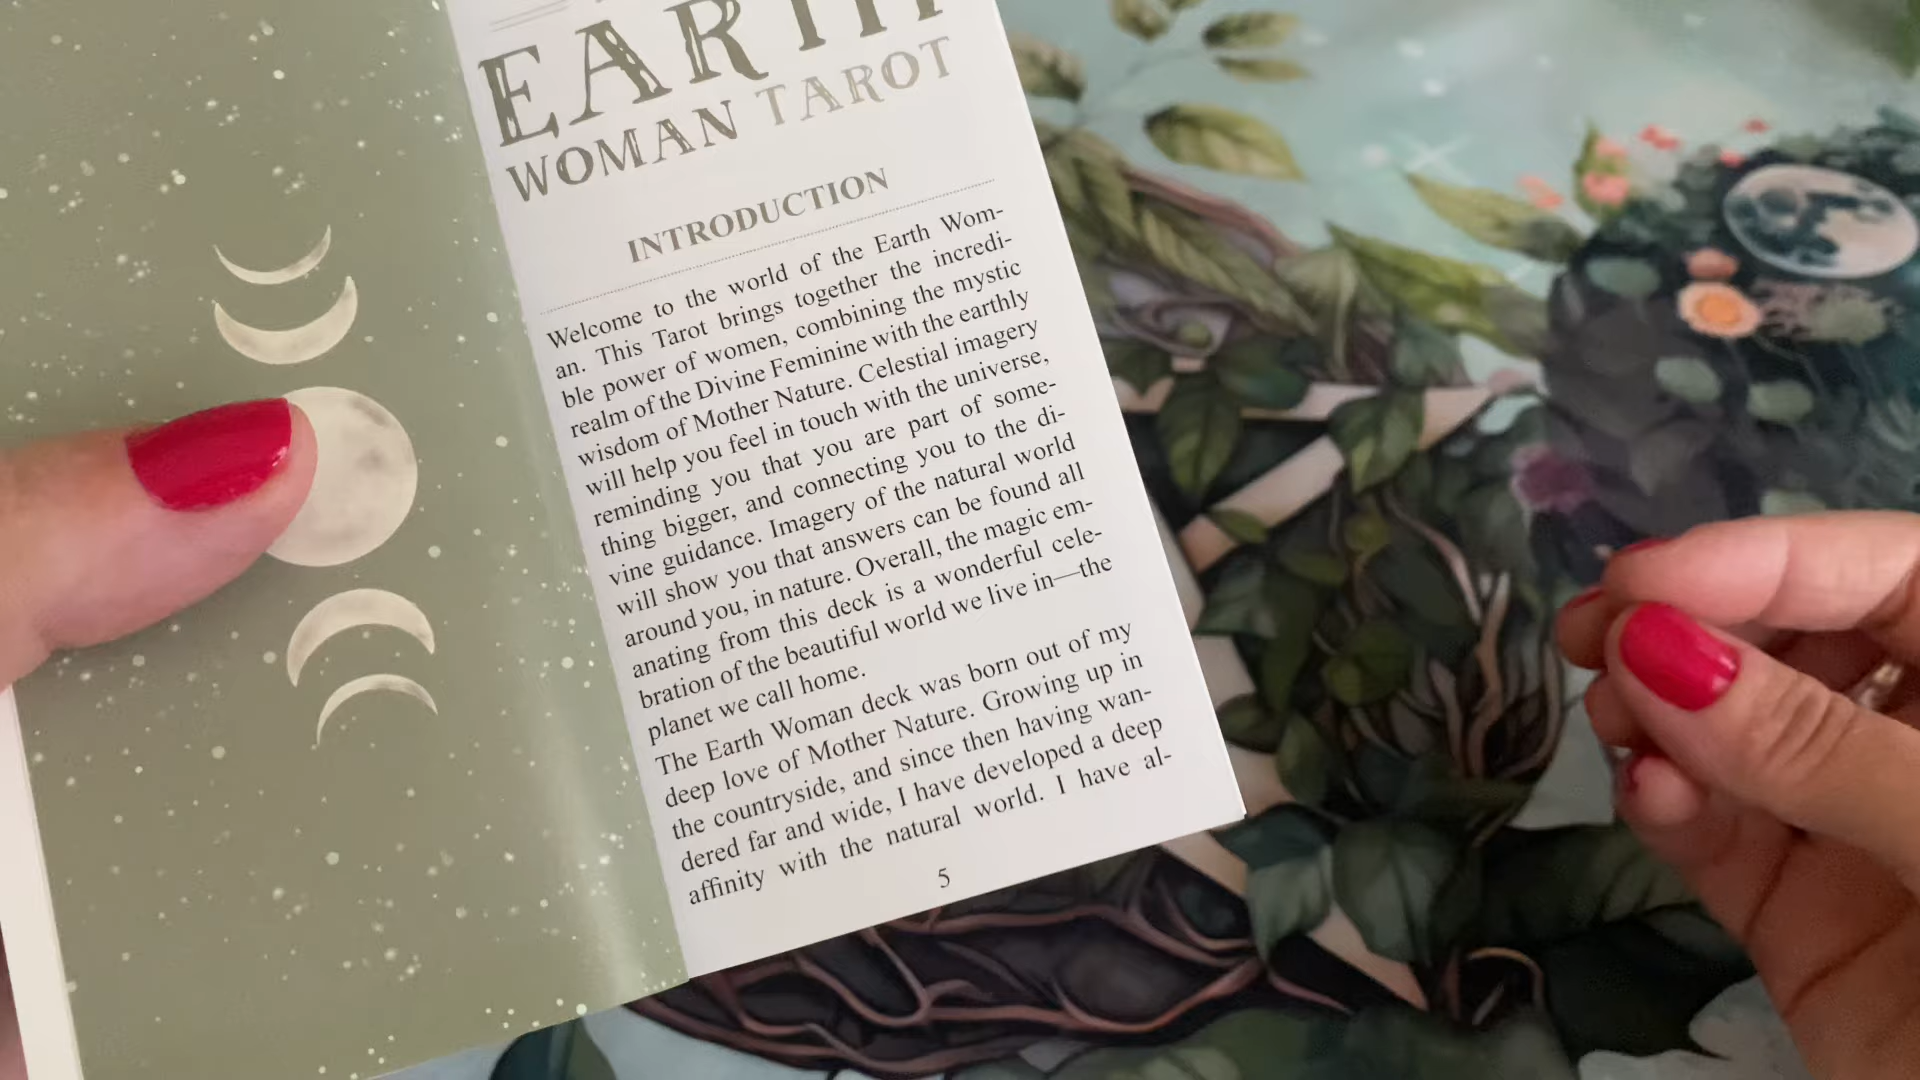 EARTH
WOMAN TAROT
INTRODUCTION
Welcome to the world of the Earth Wom-
an. This Tarot brings together the incredi-
ble power of women, combining the mystic
realm of the Divine Feminine with the earthly
wisdom of Mother Nature. Celestial imagery
will help you feel in touch with the universe,
reminding you that you are part of some-
thing bigger, and connecting you to the di-
vine guidance. Imagery of the natural world
will show you that answers can be found all
around you, in nature. Overall, the magic em-
anating from this deck is a wonderful cele-
bration of the beautiful world we live in—the
planet we call home.
The Earth Woman deck was born out of my
deep love of Mother Nature. Growing up in
the countryside, and since then having wan-
dered far and wide, I have developed a deep
affinity with the natural world. I have al-
5